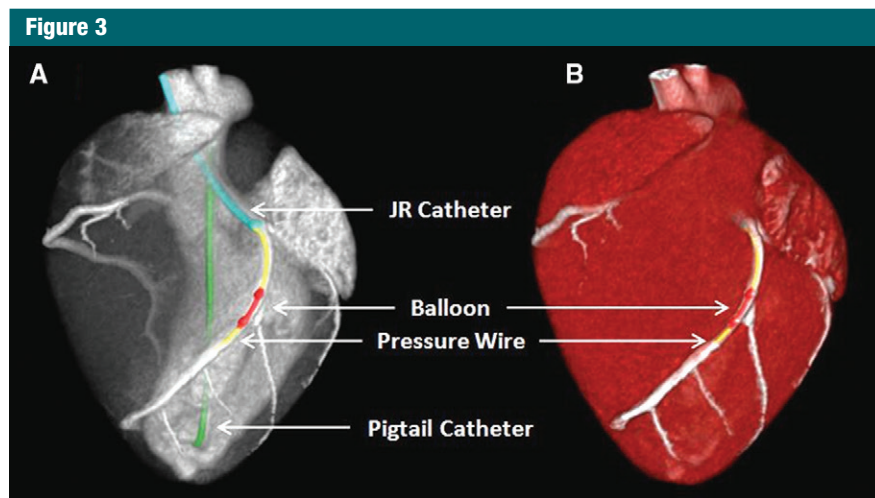 Figure 3
A
B
JR Catheter
Balloon
Pressure Wire
Pigtail Catheter